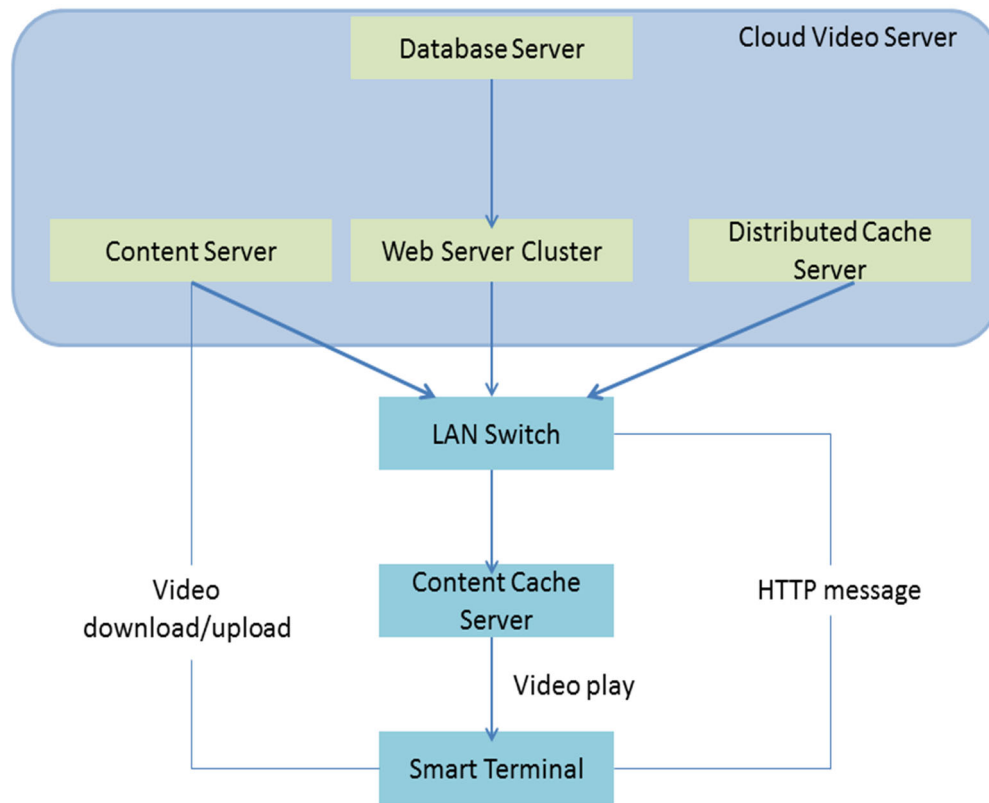 Cloud Video Server
Database Server
Content Server
Web Server Cluster
Distributed Cache
Server
LAN Switch
Content Cache
Server
Video
download/upload
HTTP message
Video play
Smart Terminal